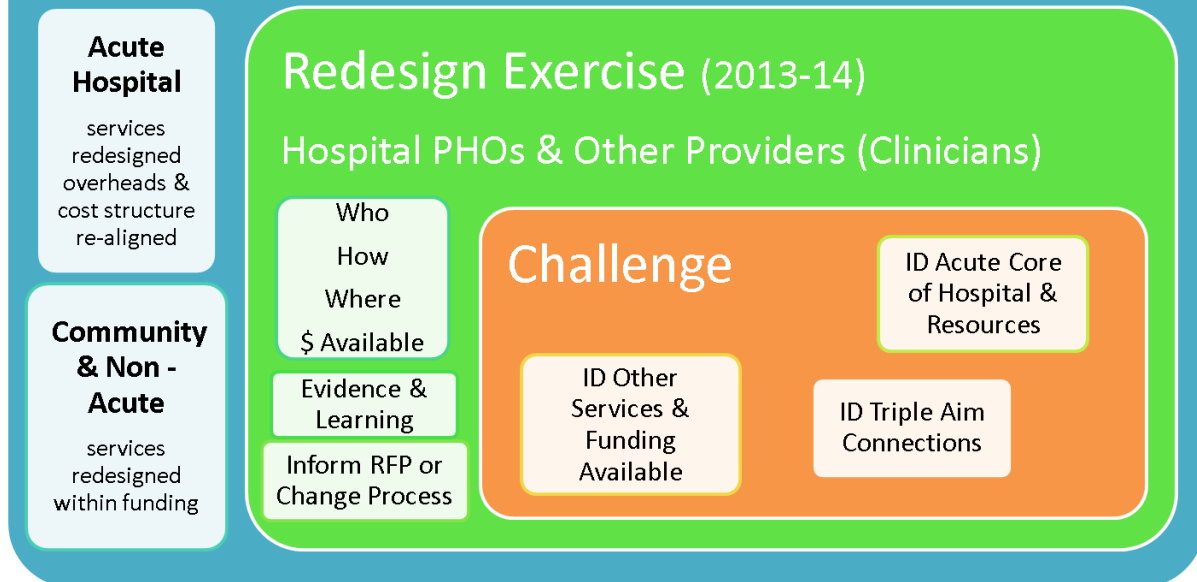 Acute
Hospital
services
redesigned
overheads &
cost structure
re-aligned
Community
& Non -
Acute
services
redesigned
within funding
Redesign Exercise (2013-14)
Hospital PHOs & Other Providers (Clinicians)
Who
How
Where
$ Available
Evidence &
Learning
Inform RFP or
Change Process
Challenge
ID Acute Core
of Hospital &
Resources
ID Other
Services &
Funding
Available
ID Triple Aim
Connections